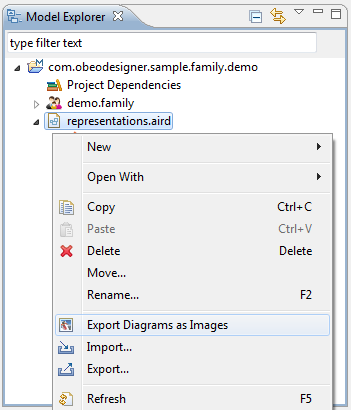 Model Explorer
type filter text
com.obeodesigner.sample.family.demo
Project Dependencies
demo.family
representations.aird
New
Open With
Copy Ctrl+C
Paste Ctrl+V
Delete Delete
Move...
Rename... F2
Export Diagrams as Images
Import...
Export...
Refresh F5